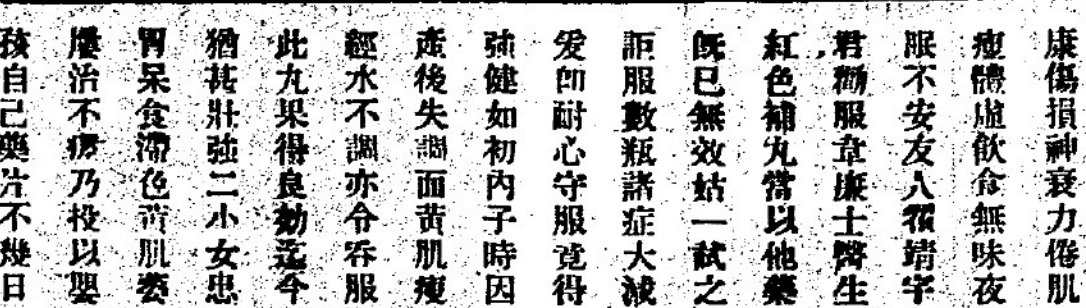 康傷損神衰力倦肌
瘦體虛飲食無味夜
眠不安友人霍靖宇
君勸服韋廉士醫生
紅色補丸嘗以他藥
既已無效姑一試之
詎服數瓶諸症大減
爰即耐心守服竟得
強健如初內子時因
產後失調面黃肌瘦
經水不調亦令吞服
此丸果得良効迄今
猶甚壯強二小女患
胃呆食滯色黃肌萎
屢治不痊乃投以嬰
孩自己藥片不幾日